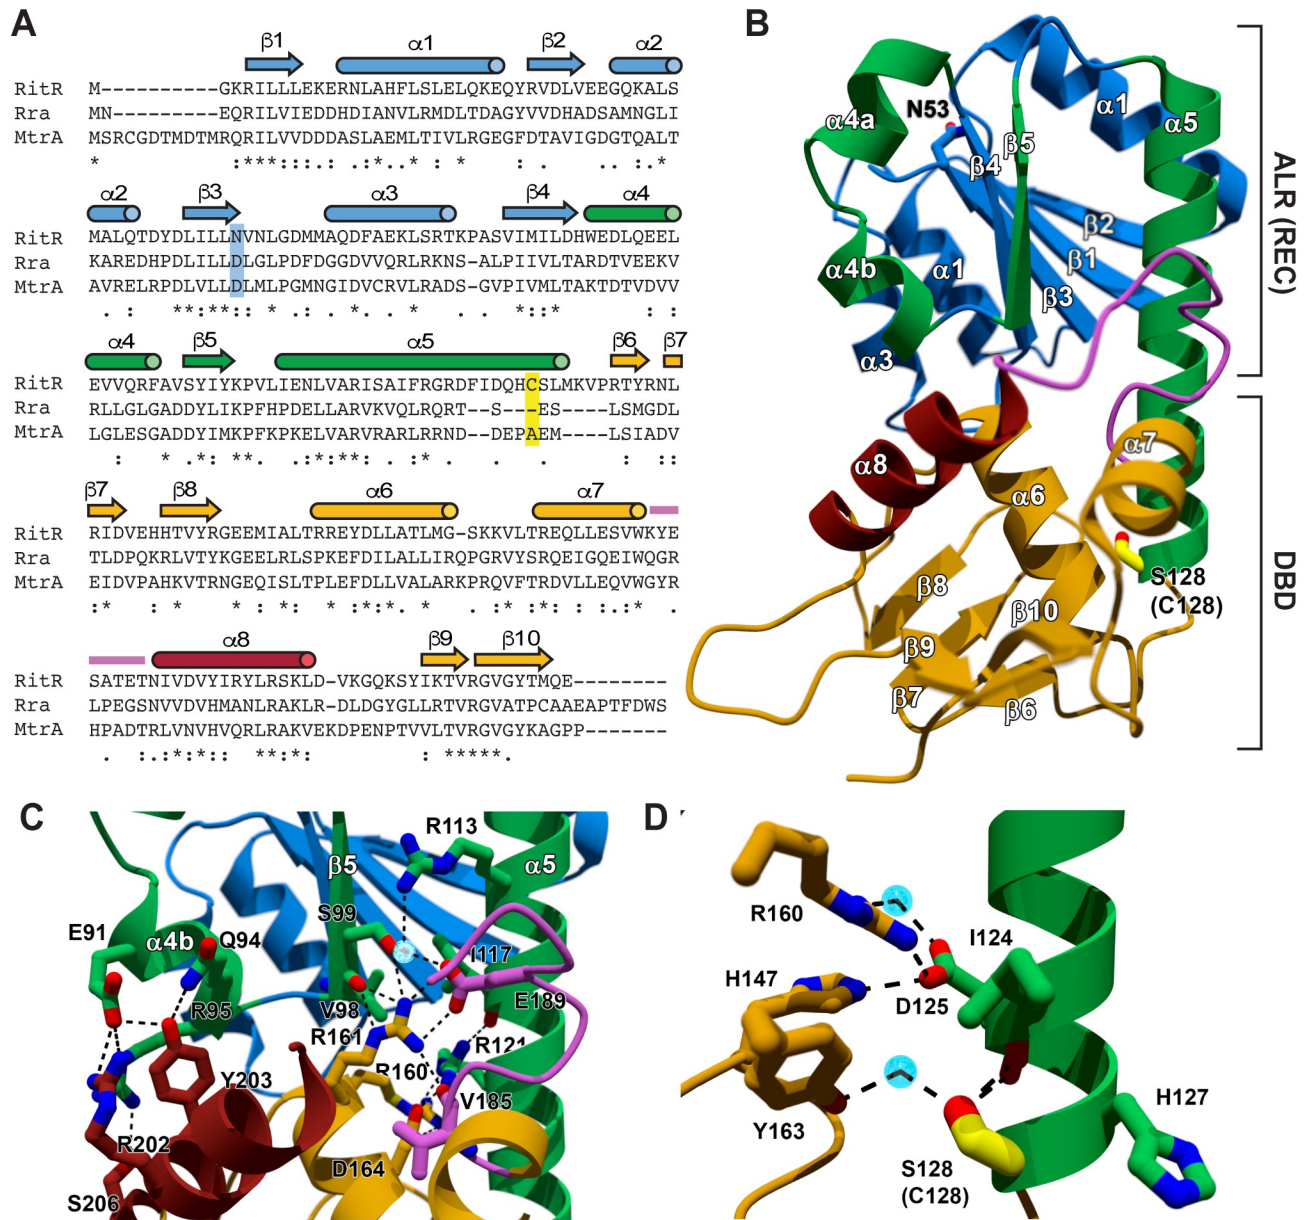 A
β1 α1 β2 α2
RitR M-----------GKRILLLEKERNLAHFLSLELQKEQYRVDLVEEGQKALS
Rra MN----------EQRILVIEDDHDIANVLRMDLTDAGYVVDHADSAMNGLI
MtrA MSRCGDTMDTMRQRILVVDDDASLAEMLTIVLRGEGFDTAVIGDGTQALT
* :***:::. .*..* * : . .. .*
α2 β3 α3 β4 α4
RitR MALQTDYDLILLNVNLGDMMAQDFAEKLSRTKPASVIMILDHWEDLQEEL
Rra KAREDHPDLILLDLGLPDFDGGDVVQRLRKNS-ALPIIVLTARDTVEEKV
MtrA AVRELRPDLVLLDLMLPGMNGIDVCRVLRADS-GVPIVMLTAKTDTVDVV
. : **:**: * .: . *. . * . *::* : :
α4 β5 α5 β6 β7
RitR EVVQRFAVSYIYKPVLIENLVARISAIFRGRDFIDQHCSLMKVPRTYRNL
Rra RLLGLGADDYLIKPFHPDELLARVKVQLRQRT--S--ES----LSMGDL
MtrA LGLESGADDYIMKPFKPKELVARVRARLRRND--DEPAEM----LSIADV
: * .*: **. .::**:. :* . . . : :
β7 β8 α6 α7
RitR RIDVEHHTVYRGEEMIALTRREYDLLATLMG-SKKVLTREQLLESVWKYE
Rra TLDPQKRLVTYKGEELRLSPKEFDILALLIRQPGRVYSRQEIGQEIWQGR
MtrA EIDVPAHKVTRNGEQISLTPLEFDLLVALARKPRQVFTRDVLLEQVWGYR
:* : * * : *: *:*:*. * :* :*: : :.:* .
α8 β9 β10
RitR SATETNIVDVYIRYLRSKLD-VKGQKSYIKTVRGVGYTMQE--------
Rra LPEGSNVVDVHMANLRAKLR-DLDGYGLLRTVRGVATPCAAEAPTFDWS
MtrA HPADTRLVNVHVQRLRAKVEKDPENPTVVLTVRGVGYKAGPP-------
. :.:*:*:: **:*: : *****.
B
α4a N53 β4 β5 α1 α5
α4b α1 β2 β1 β3
α3
ALR (REC)
α8 α6 α7
S128
(C128)
β8 β10
β9
β7 β6
DBD
C
R113
β5 α5
S99
E91 α4b Q94 I117
R95 V98 E189
R161 R121
R160
Y203 V185
R202
D164
S206
D
R160 I124
H147 D125
Y163 H127
S128
(C128)